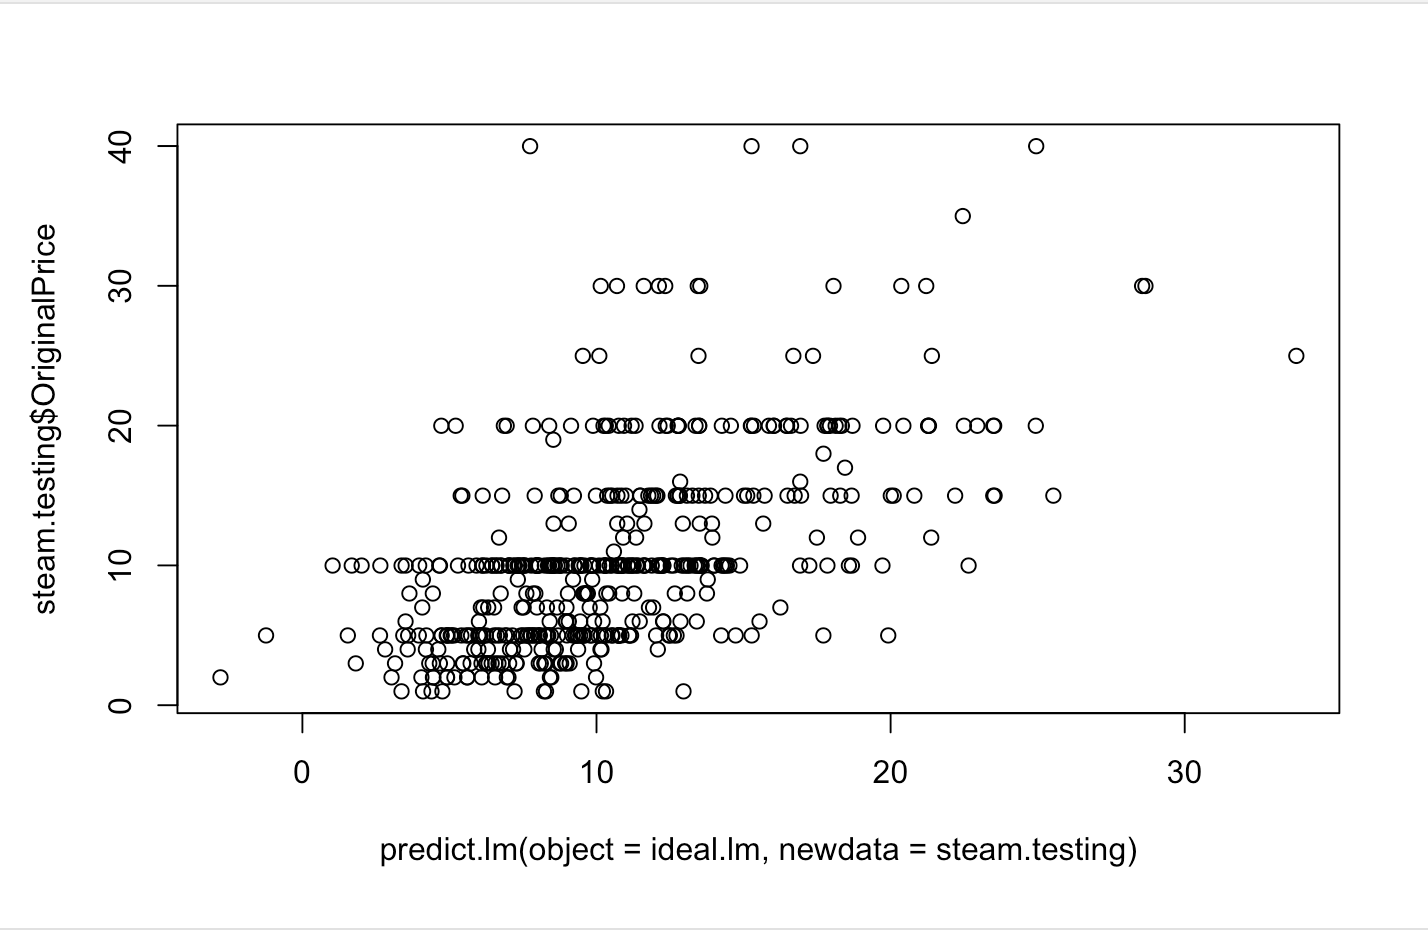 steam.testing$OriginalPrice
40
30
20
10
0
0 10 20 30
predict.lm(object = ideal.lm, newdata = steam.testing)